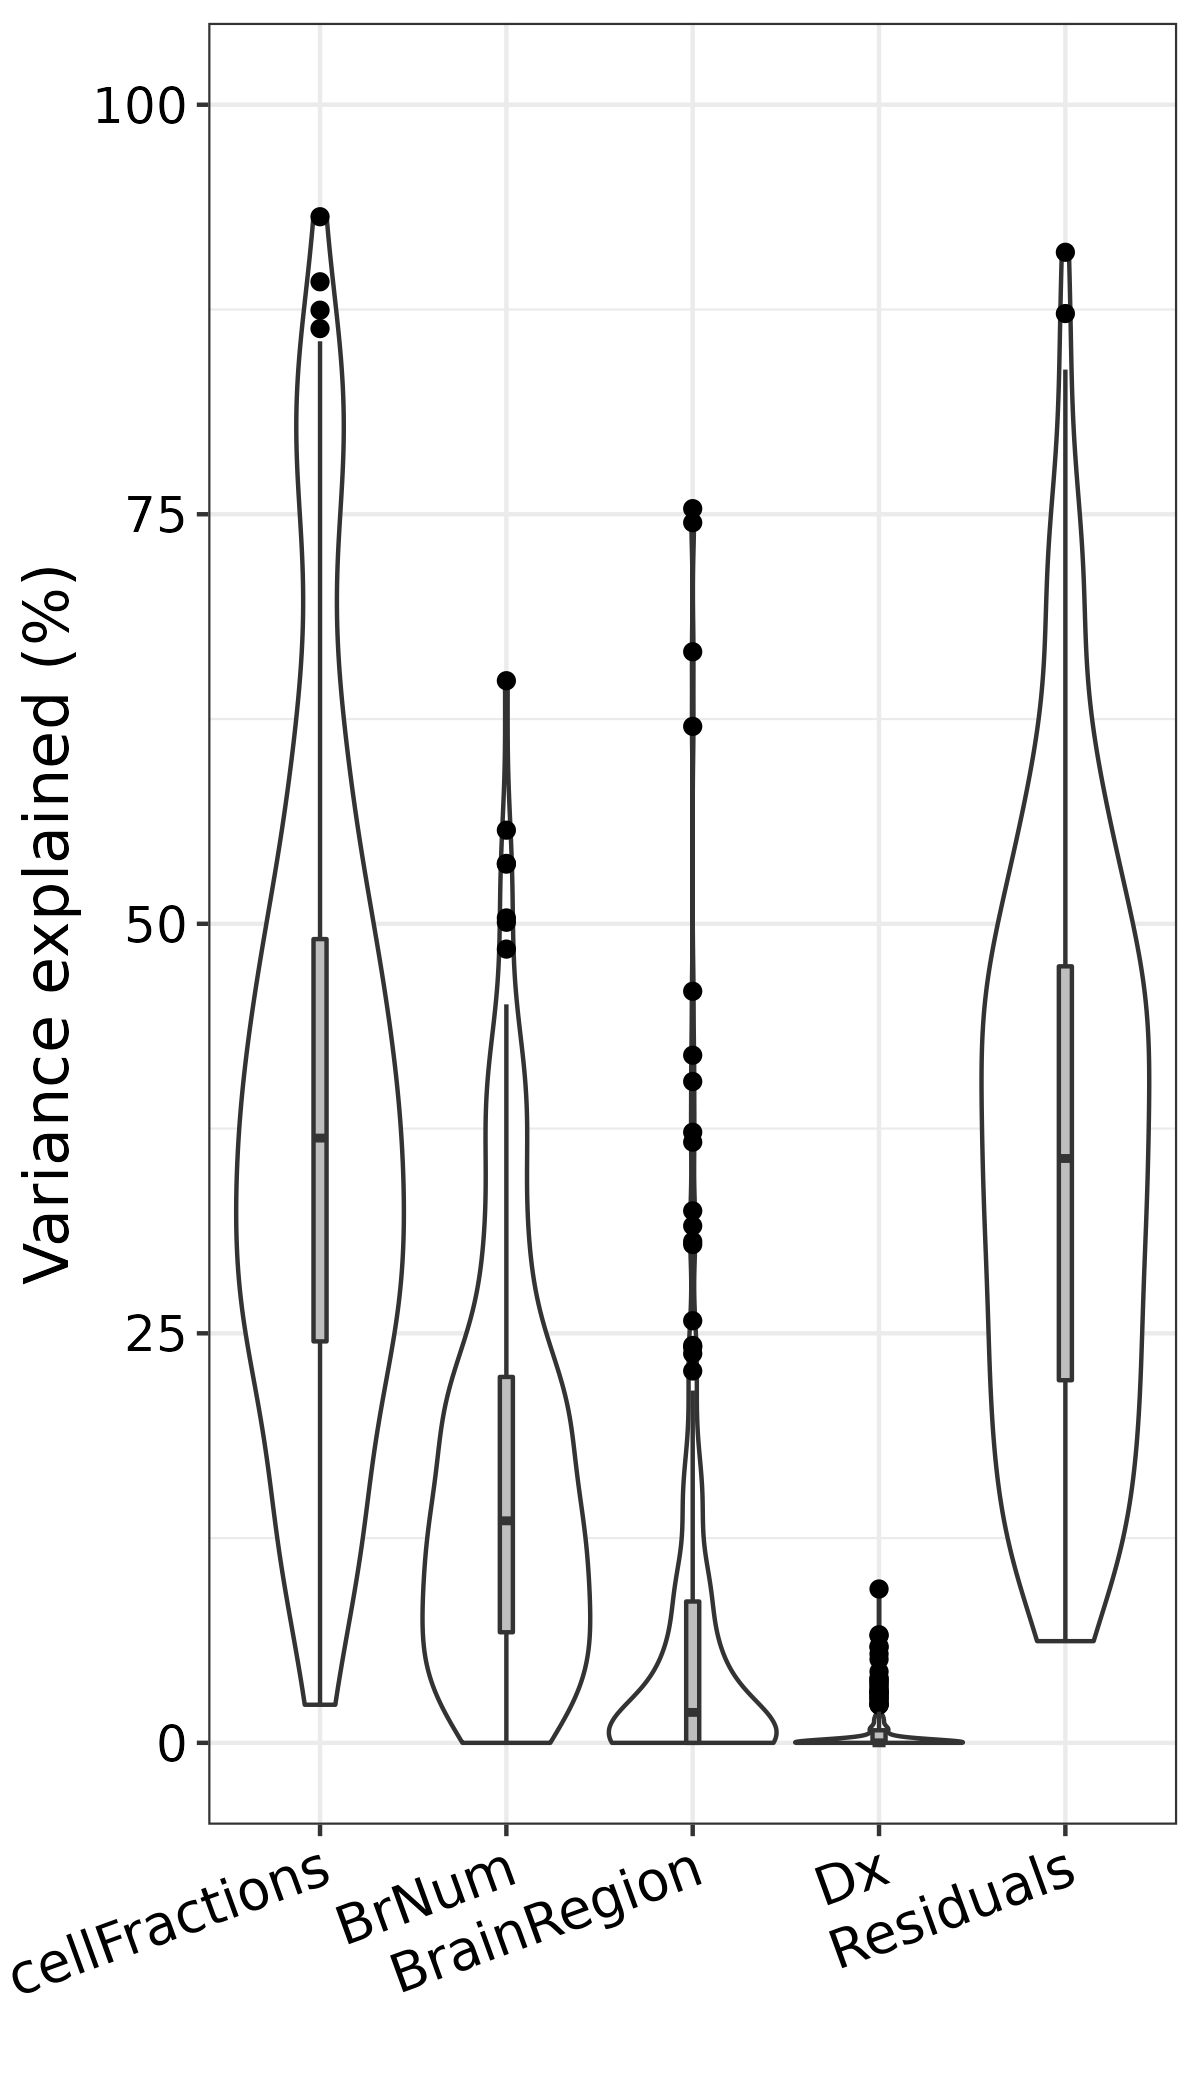 Variance explained (%)
100
75
50
25
0
cellFractions
BrNum
BrainRegion
Dx
Residuals